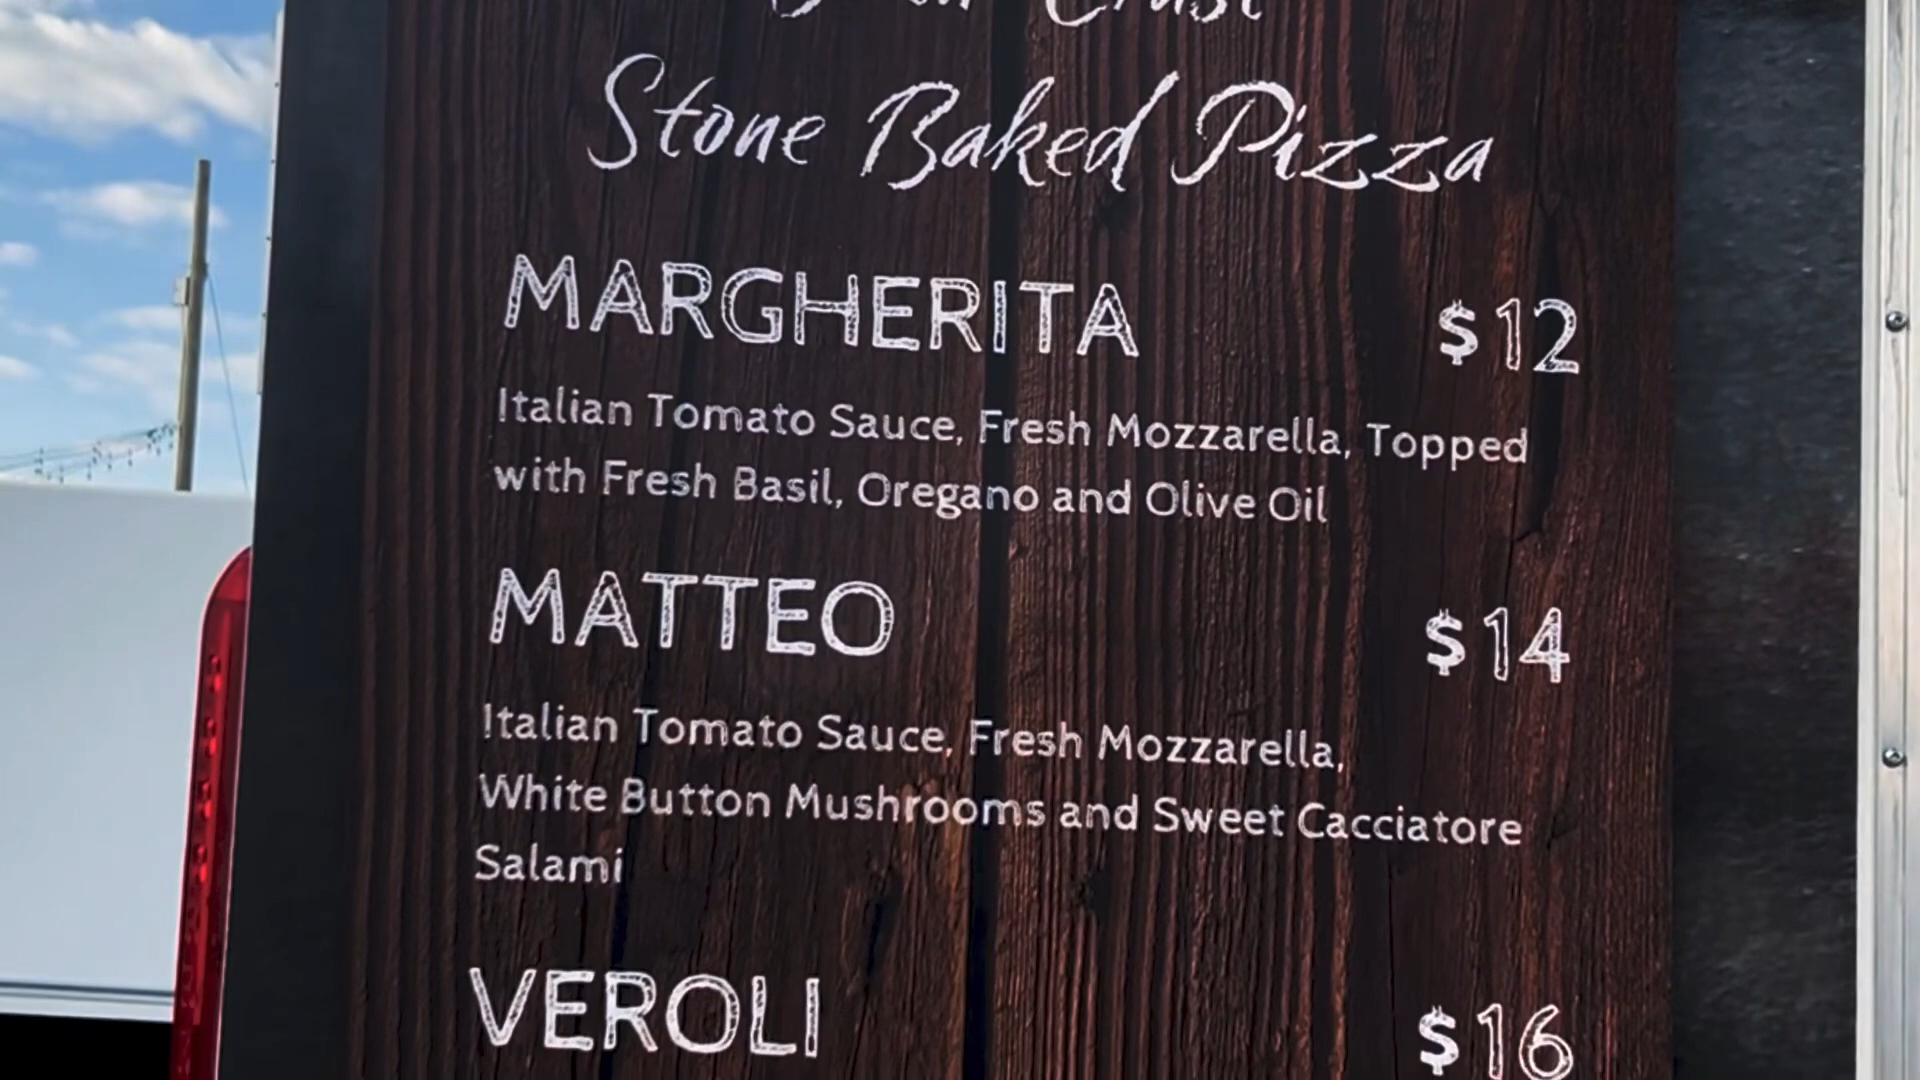 Crust
Stone Baked Pizza
MARGHERITA $12
Italian Tomato Sauce, Fresh Mozzarella, Topped
with Fresh Basil, Oregano and Olive Oil
MATTEO $14
Italian Tomato Sauce, Fresh Mozzarella,
White Button Mushrooms and Sweet Cacciatore
Salami
VEROLI $16